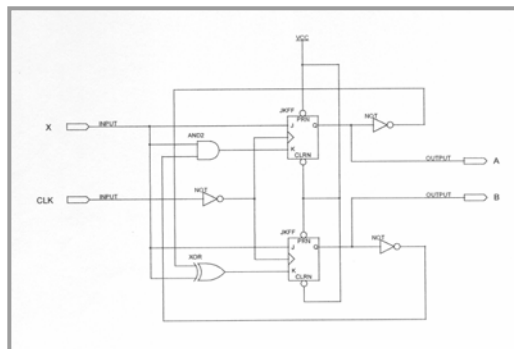 VCC
JKFF
PRN
X INPUT J Q NOT
AND2
K
CLRN
OUTPUT A
NOT
CLK INPUT
OUTPUT B
JKFF
PRN
J Q NOT
XOR
K
CLRN